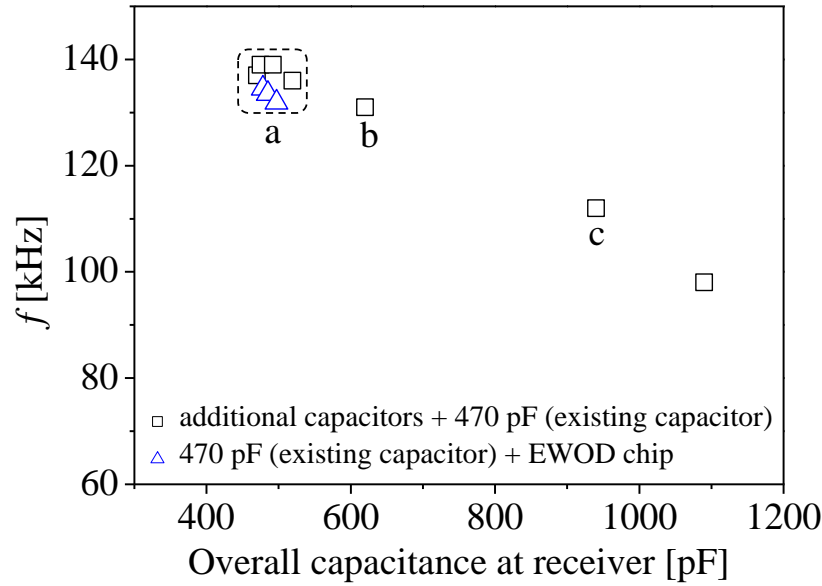 140
120
100
80
60
f [kHz]
a
b
c
additional capacitors + 470 pF (existing capacitor)
470 pF (existing capacitor) + EWOD chip
400 600 800 1000 1200
Overall capacitance at receiver [pF]